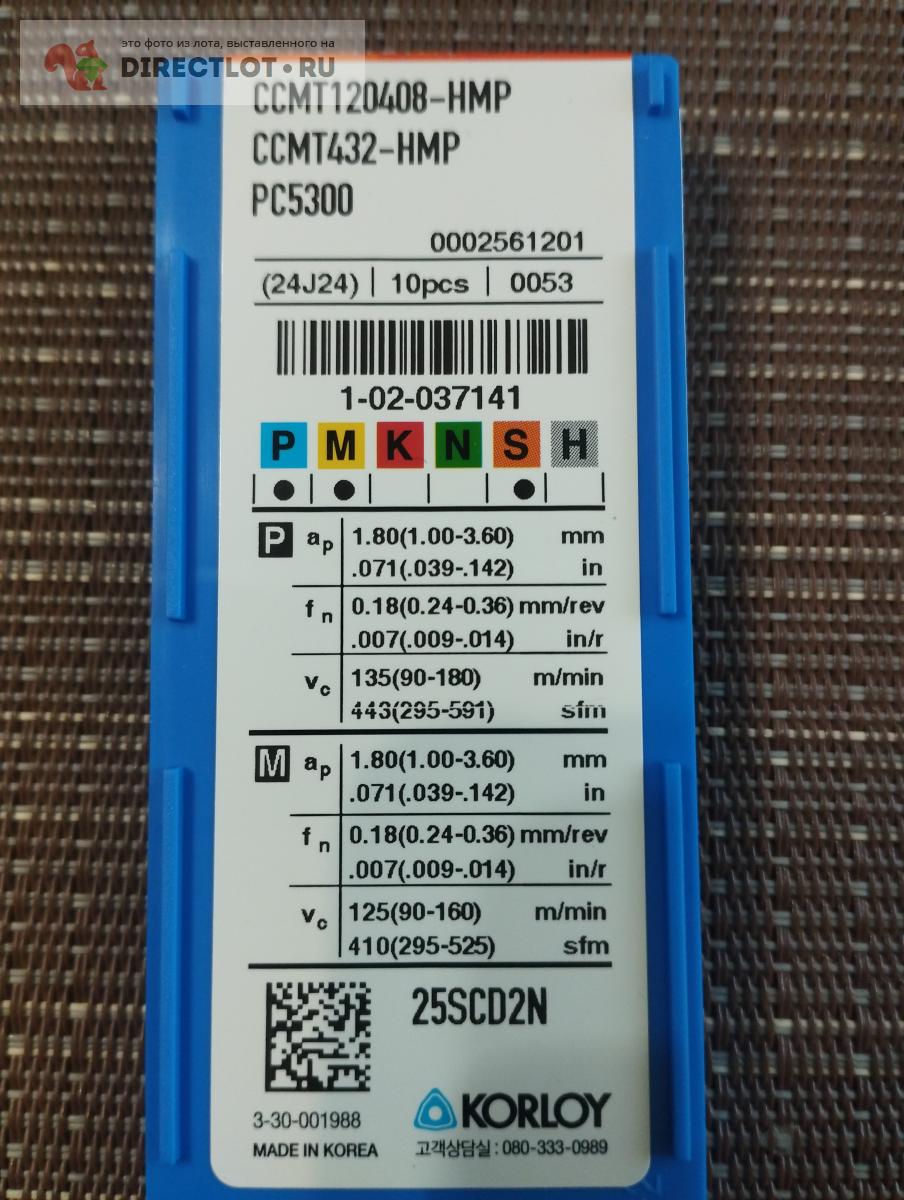 это фото из лота, выставленного на
DIRECTLOT.RU
CCMT120408-HMP
CCMT432-HMP
PC5300
0002561201
(24J24) 10pcs 0053
1-02-037141
P M K N S H
P ap 1.80(1.00-3.60) mm
.071(.039-.142) in
fn 0.18(0.24-0.36) mm/rev
.007(.009-.014) in/r
vc 135(90-180) m/min
443(295-591) sfm
M ap 1.80(1.00-3.60) mm
.071(.039-.142) in
fn 0.18(0.24-0.36) mm/rev
.007(.009-.014) in/r
vc 125(90-160) m/min
410(295-525) sfm
25SCD2N
3-30-001988
KORLOY
MADE IN KOREA
고객상담실 : 080-333-0989